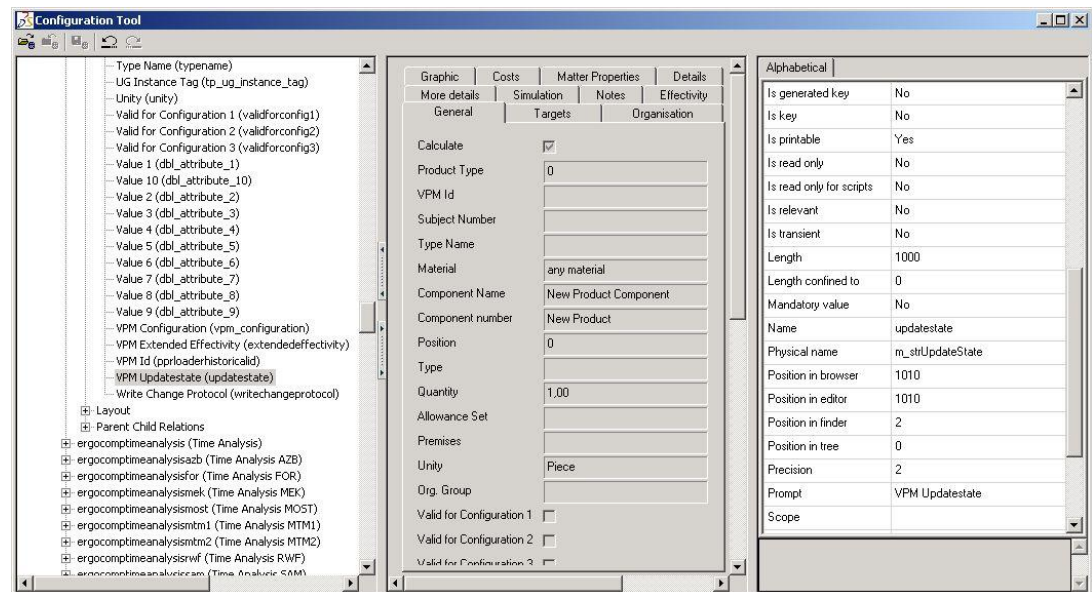 Configuration Tool
Type Name (typename)
UG Instance Tag (tp_ug_instance_tag)
Unity (unity)
Valid for Configuration 1 (validforconfig1)
Valid for Configuration 2 (validforconfig2)
Valid for Configuration 3 (validforconfig3)
Value 1 (dbl_attribute_1)
Value 10 (dbl_attribute_10)
Value 2 (dbl_attribute_2)
Value 3 (dbl_attribute_3)
Value 4 (dbl_attribute_4)
Value 5 (dbl_attribute_5)
Value 6 (dbl_attribute_6)
Value 7 (dbl_attribute_7)
Value 8 (dbl_attribute_8)
Value 9 (dbl_attribute_9)
VPM Configuration (vpm_configuration)
VPM Extended Effectivity (extendedeffectivity)
VPM Id (pprloaderhistoricalid)
VPM Updatestate (updatestate)
Write Change Protocol (writechangeprotocol)
Layout
Parent Child Relations
ergocomptimeanalysis (Time Analysis)
ergocomptimeanalysisazb (Time Analysis AZB)
ergocomptimeanalysisfor (Time Analysis FOR)
ergocomptimeanalysismek (Time Analysis MEK)
ergocomptimeanalysismost (Time Analysis MOST)
ergocomptimeanalysismtm1 (Time Analysis MTM1)
ergocomptimeanalysismtm2 (Time Analysis MTM2)
ergocomptimeanalysisrwf (Time Analysis RWF)
ergocomptimeanalysissam (Time Analysis SAM)
Graphic Costs Matter Properties Details
More details Simulation Notes Effectivity
General Targets Organisation
Calculate
Product Type 0
VPM Id
Subject Number
Type Name
Material any material
Component Name New Product Component
Component number New Product
Position 0
Type
Quantity 1,00
Allowance Set
Premises
Unity Piece
Org. Group
Valid for Configuration 1
Valid for Configuration 2
Valid for Configuration 3
Alphabetical
Is generated key No
Is key No
Is printable Yes
Is read only No
Is read only for scripts No
Is relevant No
Is transient No
Length 1000
Length confined to 0
Mandatory value No
Name updatestate
Physical name m_strUpdateState
Position in browser 1010
Position in editor 1010
Position in finder 2
Position in tree 0
Precision 2
Prompt VPM Updatestate
Scope